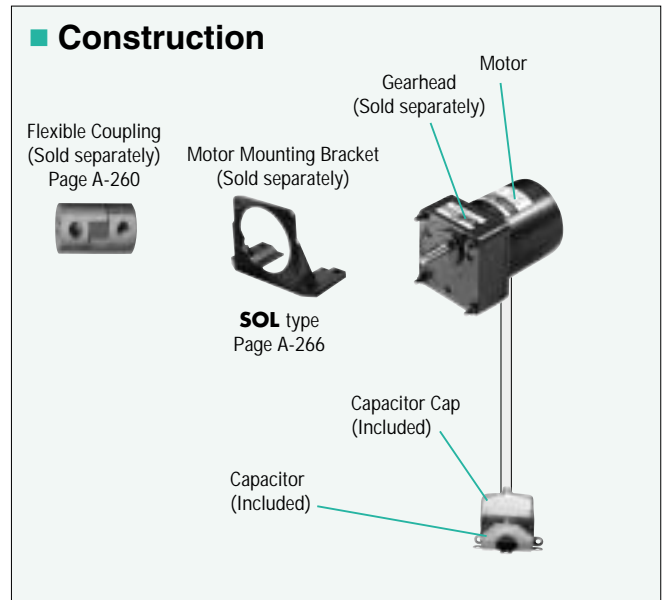 Construction
Motor
Gearhead
(Sold separately)
Flexible Coupling
(Sold separately)
Page A-260
Motor Mounting Bracket
(Sold separately)
SOL type
Page A-266
Capacitor Cap
(Included)
Capacitor
(Included)